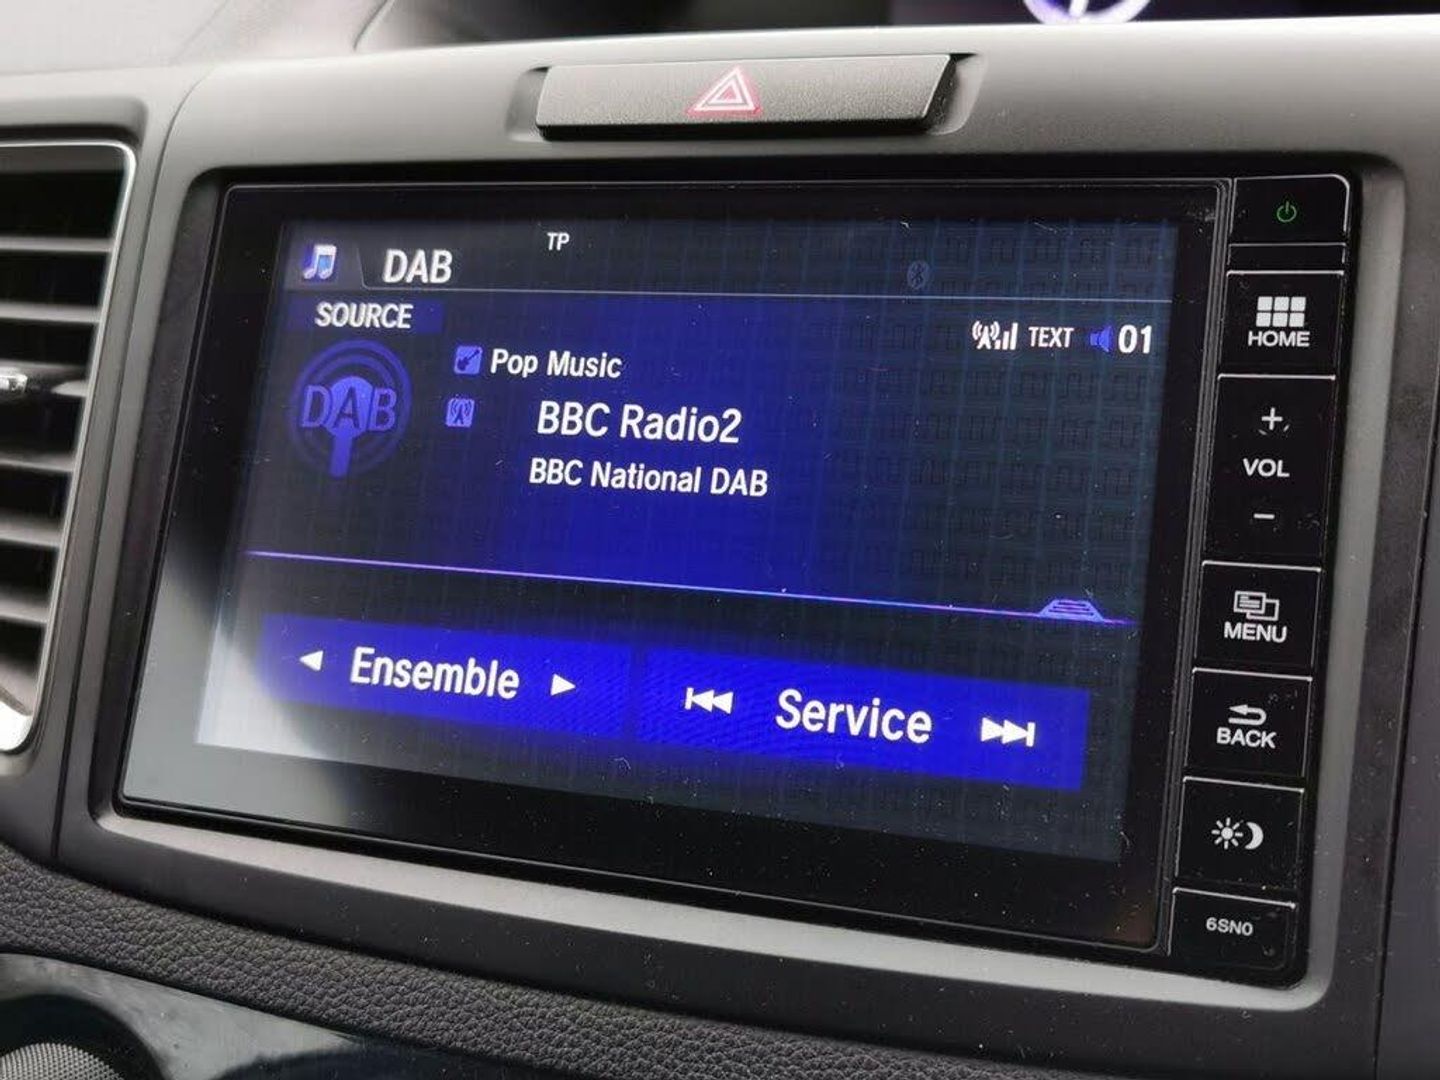 TP
DAB
SOURCE
TEXT 01
Pop Music
DAB
BBC Radio2
BBC National DAB
Ensemble
Service
HOME
+
VOL
-
MENU
BACK
6SN0